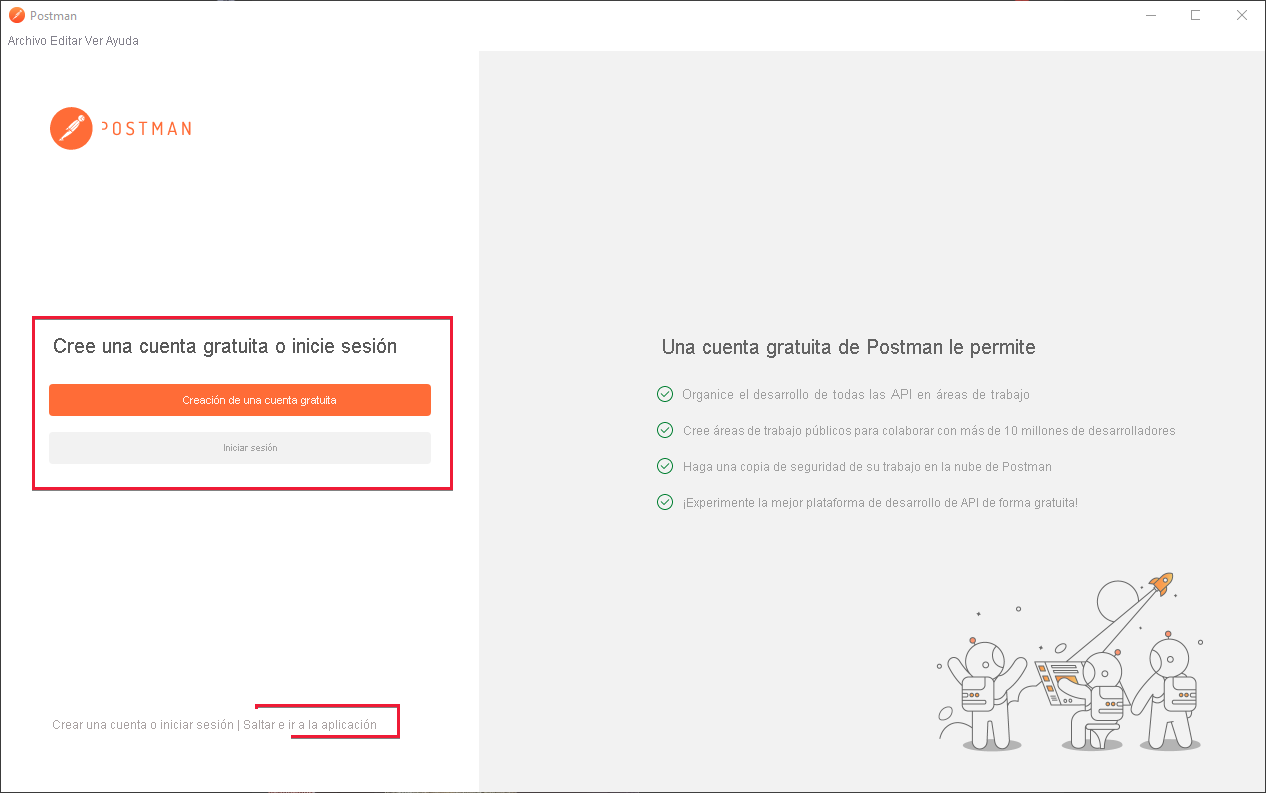 Postman
Archivo Editar Ver Ayuda
POSTMAN
Cree una cuenta gratuita o inicie sesión
Creación de una cuenta gratuita
Iniciar sesión
Crear una cuenta o iniciar sesión | Saltar e ir a la aplicación
Una cuenta gratuita de Postman le permite
Organice el desarrollo de todas las API en áreas de trabajo
Cree áreas de trabajo públicos para colaborar con más de 10 millones de desarrolladores
Haga una copia de seguridad de su trabajo en la nube de Postman
¡Experimente la mejor plataforma de desarrollo de API de forma gratuita!